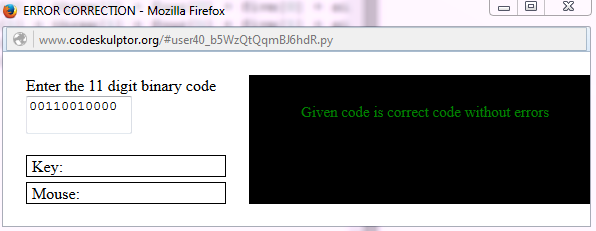 ERROR CORRECTION - Mozilla Firefox
www.codeskulptor.org/#user40_b5WzQtQqmBJ6hdR.py
Enter the 11 digit binary code
00110010000
Given code is correct code without errors
Key:
Mouse: